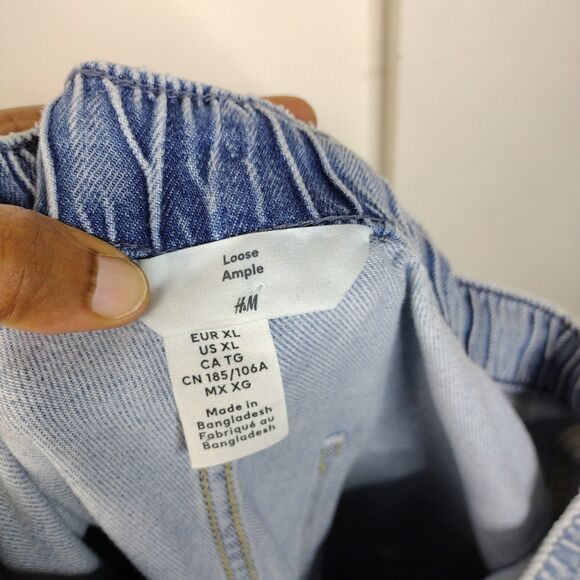 Loose
Ample
H&M
EUR XL
US XL
CA TG
CN 185/106A
MX XG
Made in
Bangladesh
Fabriqué au
Bangladesh